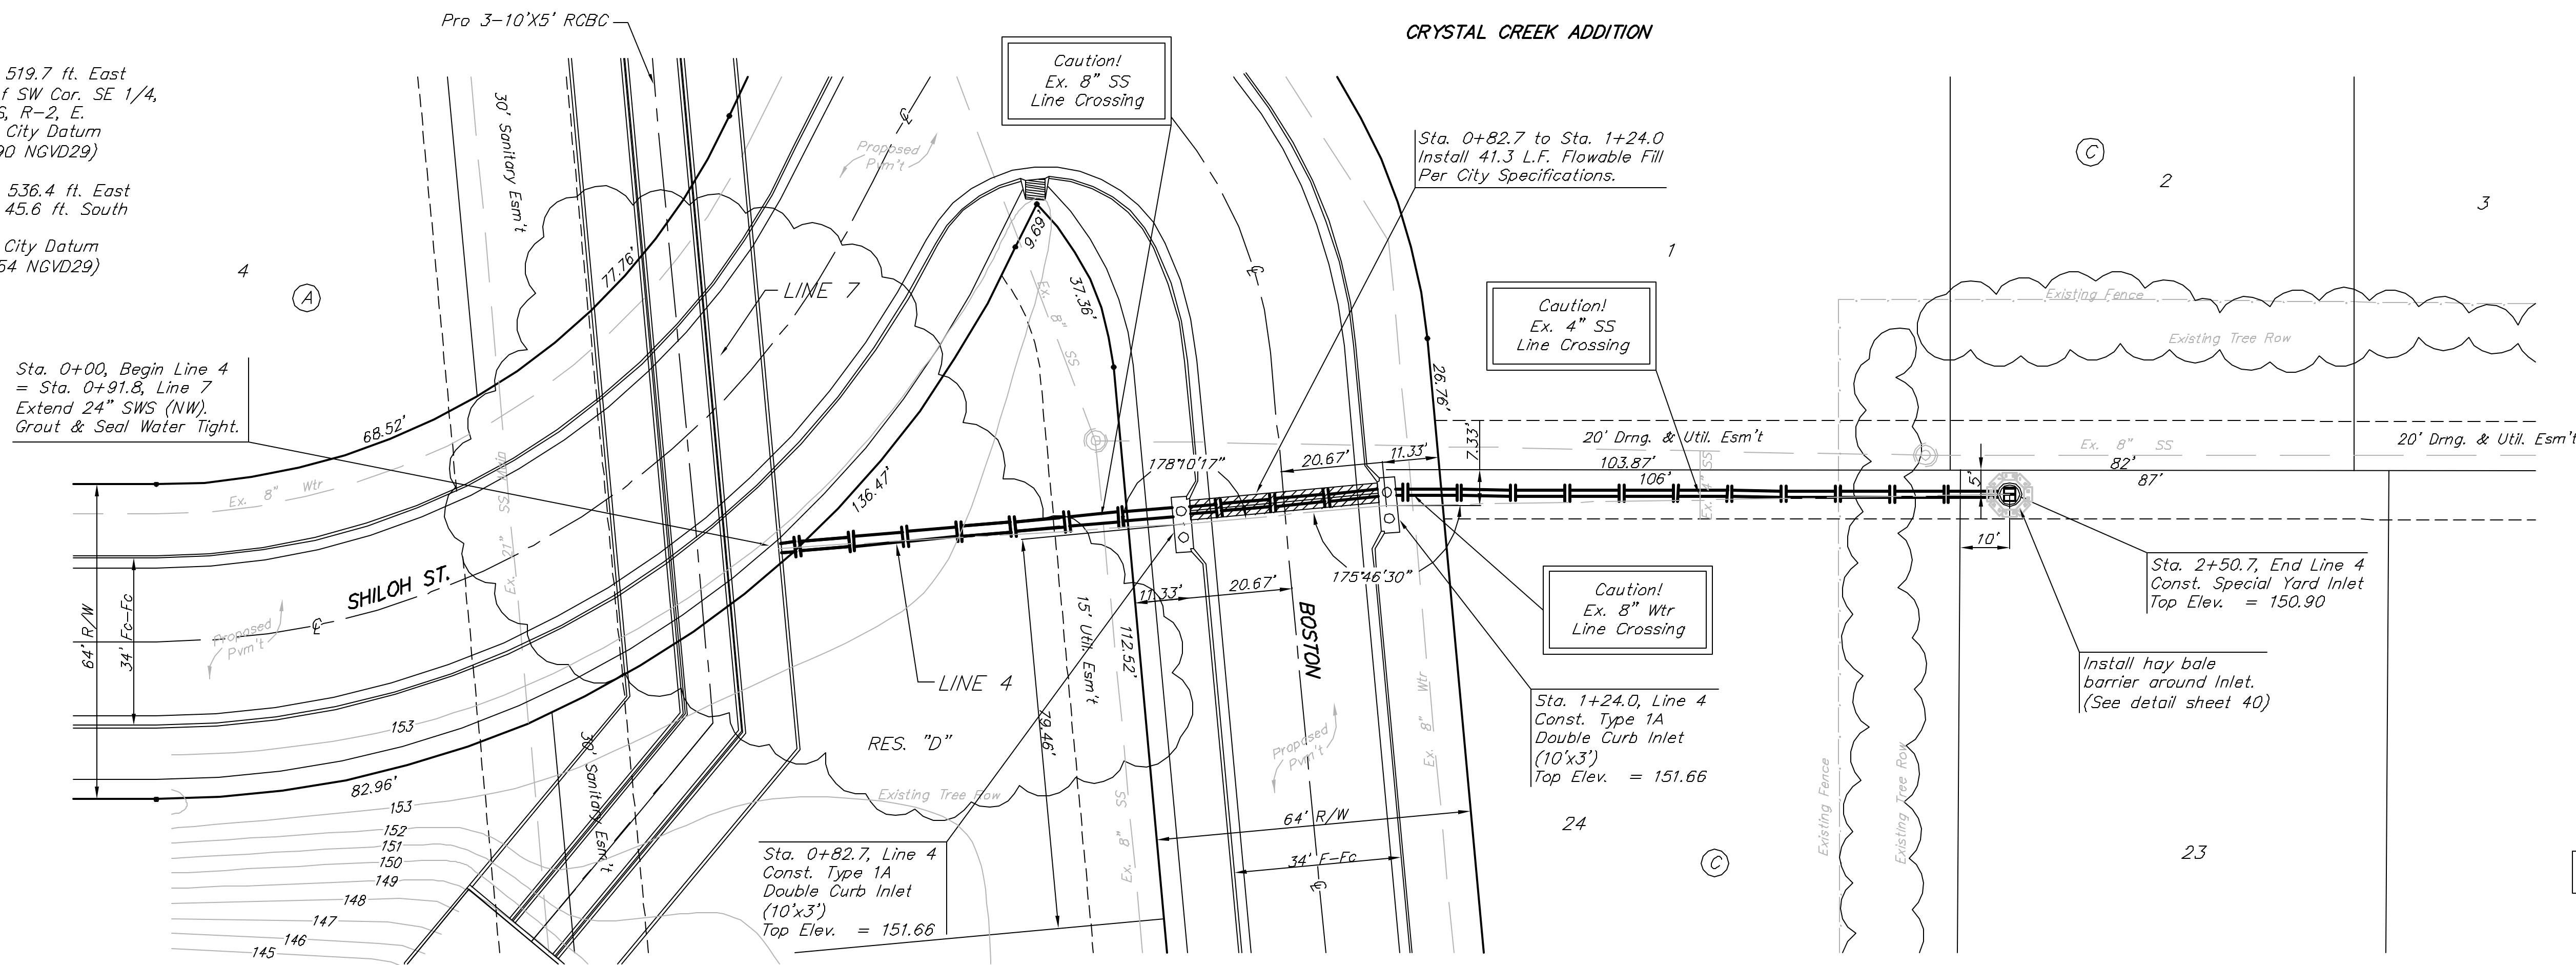 Pro 3-10'X5' RCBC
CRYSTAL CREEK ADDITION
519.7 ft. East
f SW Cor. SE 1/4,
6, R-2, E.
City Datum
90 NGVD29)
536.4 ft. East
45.6 ft. South
City Datum
54 NGVD29)
4
A
30' Sanitary Esm't
Proposed
Pvm't
Caution!
Ex. 8" SS
Line Crossing
Sta. 0+82.7 to Sta. 1+24.0
Install 41.3 L.F. Flowable Fill
Per City Specifications.
C
2
3
1
77.76'
LINE 7
9.69'
37.36'
Ex. 8" SS
Caution!
Ex. 4" SS
Line Crossing
Existing Fence
Existing Tree Row
Sta. 0+00, Begin Line 4
= Sta. 0+91.8, Line 7
Extend 24" SWS (NW).
Grout & Seal Water Tight.
68.52'
26.76'
7.33'
20' Drng. & Util. Esm't
Ex. 8" SS
20' Drng. & Util. Esm't
Ex. 8" Wtr
136.47'
178°10'17"
20.67'
11.33'
103.87'
106'
Ex. 4" SS
82'
87'
5'
10'
SHILOH ST.
64' R/W
34' Fc-Fc
Proposed
Pvm't
11.33'
20.67'
175°46'30"
BOSTON
15' Util. Esm't
112.52'
79.46'
LINE 4
Caution!
Ex. 8" Wtr
Line Crossing
Sta. 2+50.7, End Line 4
Const. Special Yard Inlet
Top Elev. = 150.90
Install hay bale
barrier around Inlet.
(See detail sheet 40)
Sta. 1+24.0, Line 4
Const. Type 1A
Double Curb Inlet
(10'x3')
Top Elev. = 151.66
Ex. 8" Wtr
Proposed
Pvm't
RES. "D"
153
82.96'
30' Sanitary Esm't
Existing Tree Row
Ex. 8" SS
64' R/W
34' F-Fc
24
C
Existing Fence
Existing Tree Row
23
153
152
151
150
149
148
147
146
145
Sta. 0+82.7, Line 4
Const. Type 1A
Double Curb Inlet
(10'x3')
Top Elev. = 151.66